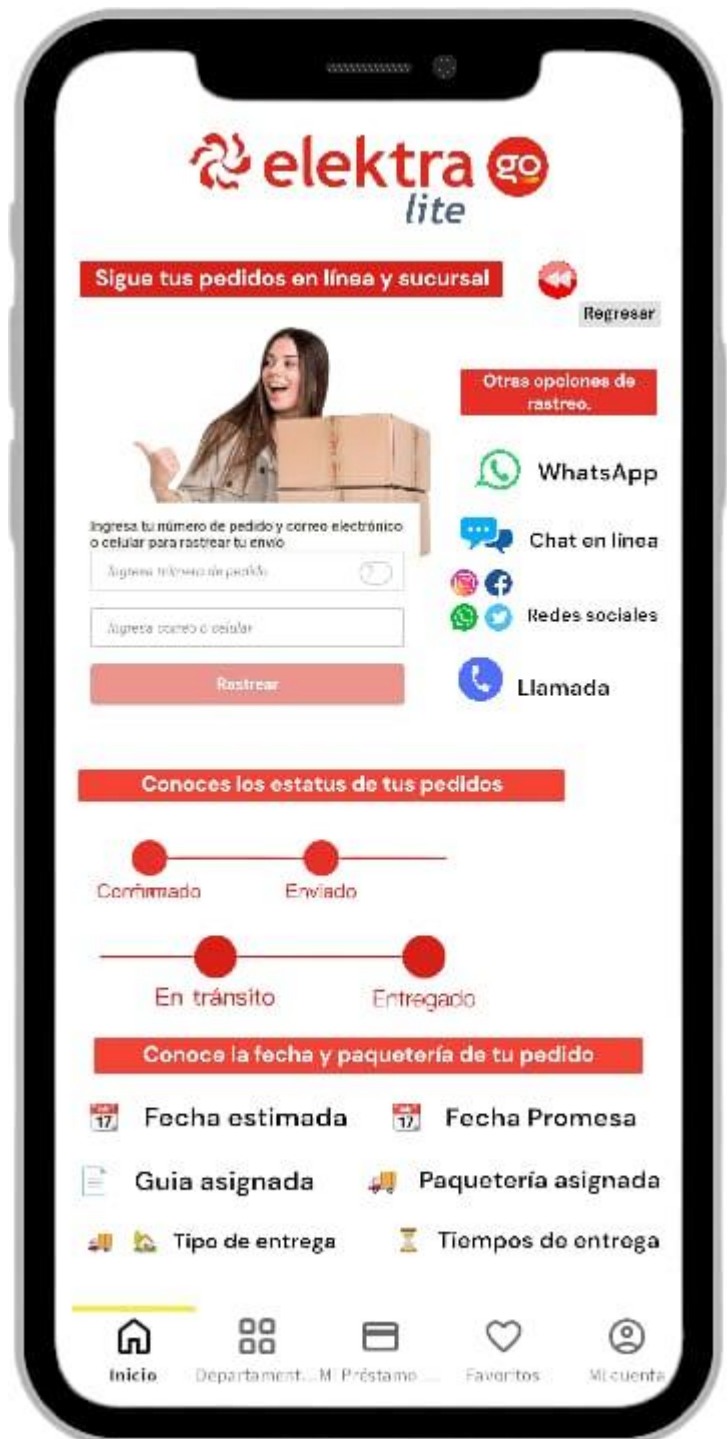 elektra go
lite
Sigue tus pedidos en línea y sucursal
Regresar
Otras opciones de
rastreo.
WhatsApp
Ingresa tu número de pedido y correo electrónico
o celular para rastrear tu envío
Chat en línea
Ingresa número de pedido
?
Redes sociales
Ingresa correo o celular
Rastrear
Llamada
Conoces los estatus de tus pedidos
Confirmado
Enviado
En tránsito
Entregado
Conoce la fecha y paquetería de tu pedido
17 Fecha estimada
17 Fecha Promesa
Guia asignada
Paquetería asignada
Tipo de entrega
Tiempos de entrega
Inicio
Departament...
M
Préstamo ...
Favoritos
Mi cuenta